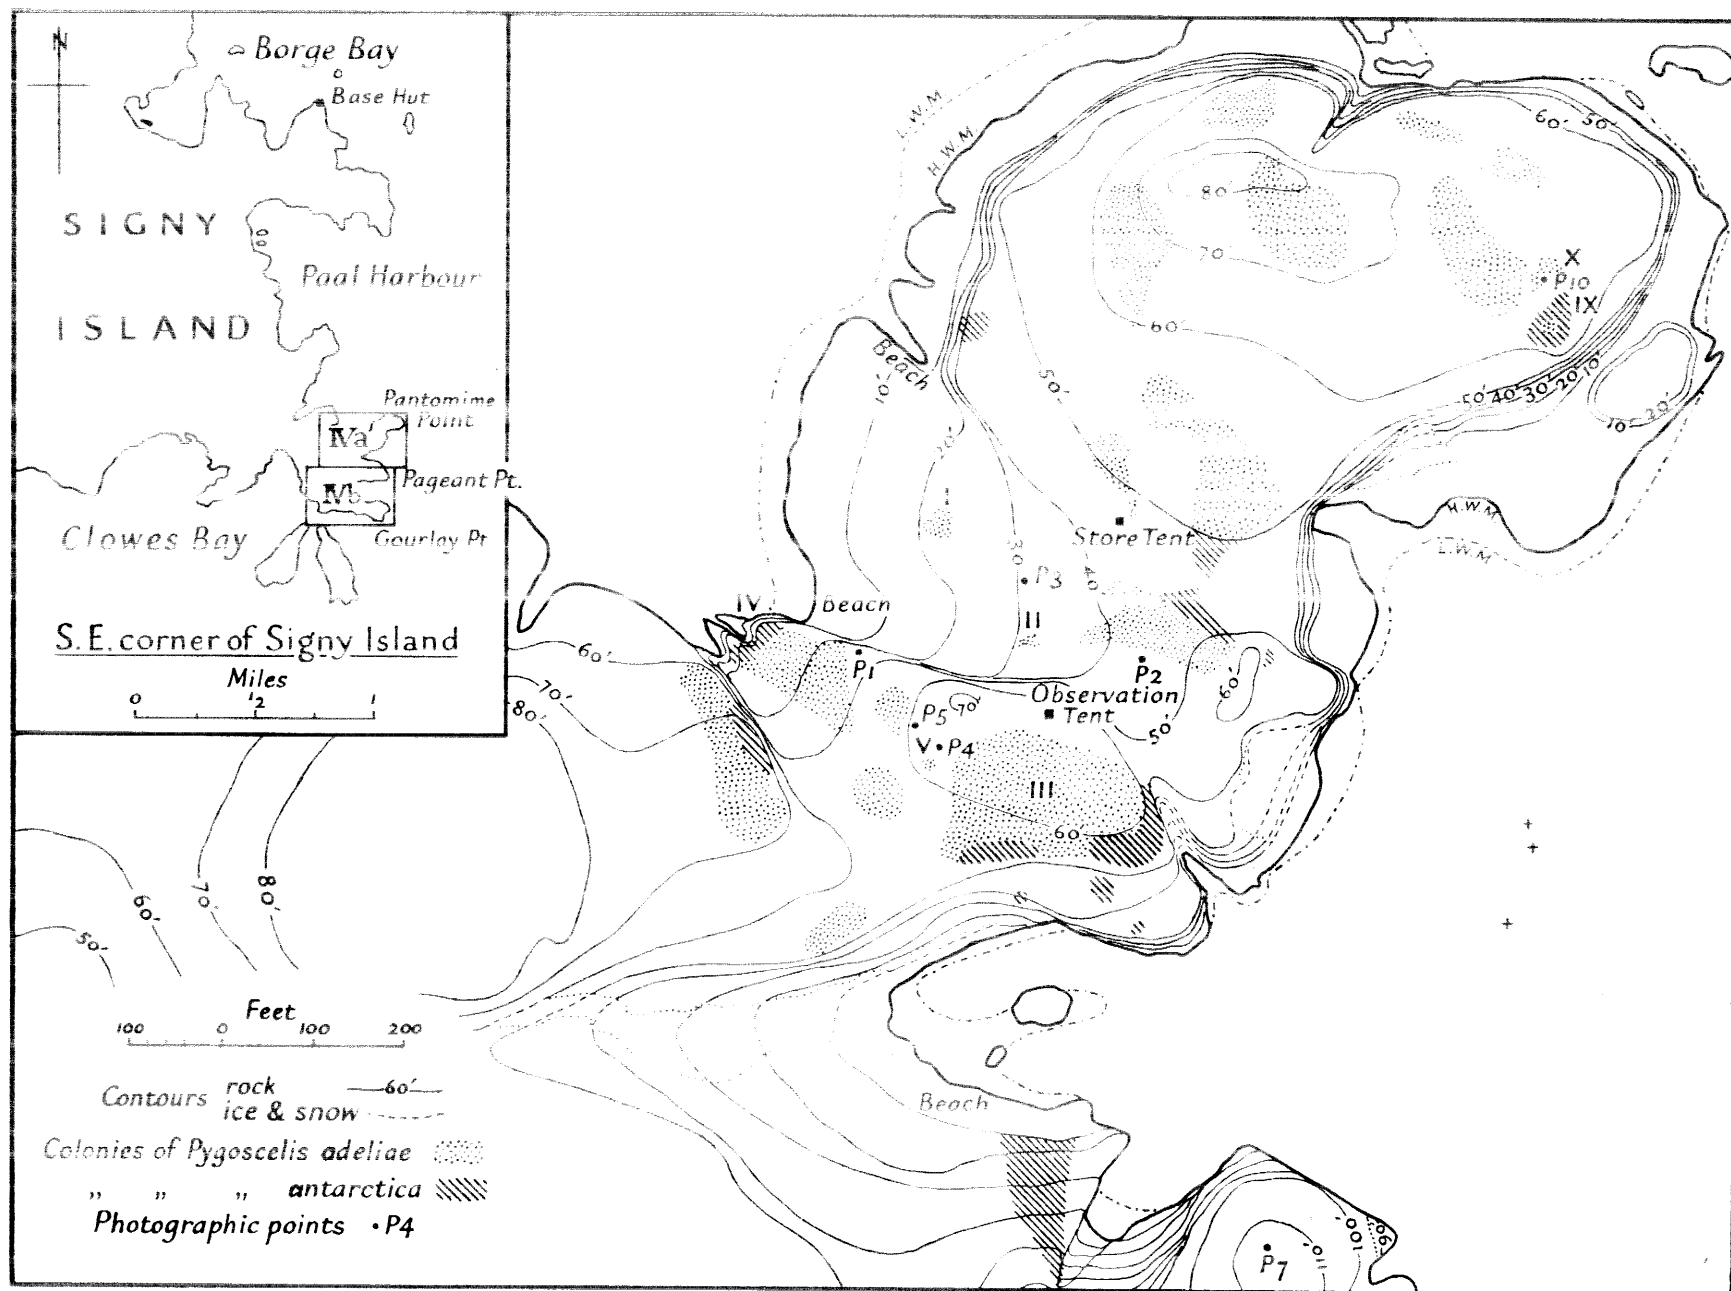 N
Borge Bay
Base Hut
SIGNY
ISLAND
Paal Harbour
Pantomime
Point
IVa
Pageant Pt.
IVb
Clowes Bay
Gourlay Pt
S.E. corner of Signy Island
Miles
0 ½ 1
L.W.M
H.W.M
60' 50'
80'
70'
X
P10
IX
60'
Beach
10'
50'
50' 40' 30' 20' 10'
10' 20'
20'
I
H.W.M
L.W.M
Store Tent
30'
P3
40'
IV
Beach
II
60'
P1
P2
60'
70'
80'
Observation
Tent
P5
70'
50'
V
P4
III
60'
60'
70'
80'
50'
Feet
100 0 100 200
Contours rock 60'
ice & snow
Colonies of Pygoscelis adeliae
,, ,, ,, antarctica
Photographic points • P4
Beach
P7
110'
100'
90'